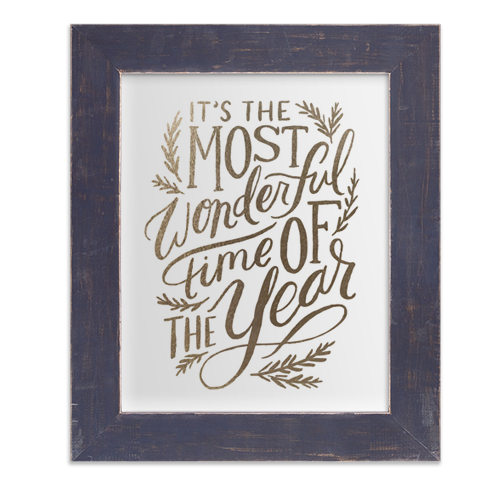 IT'S THE
MOST
Wonderful
time OF
THE Year